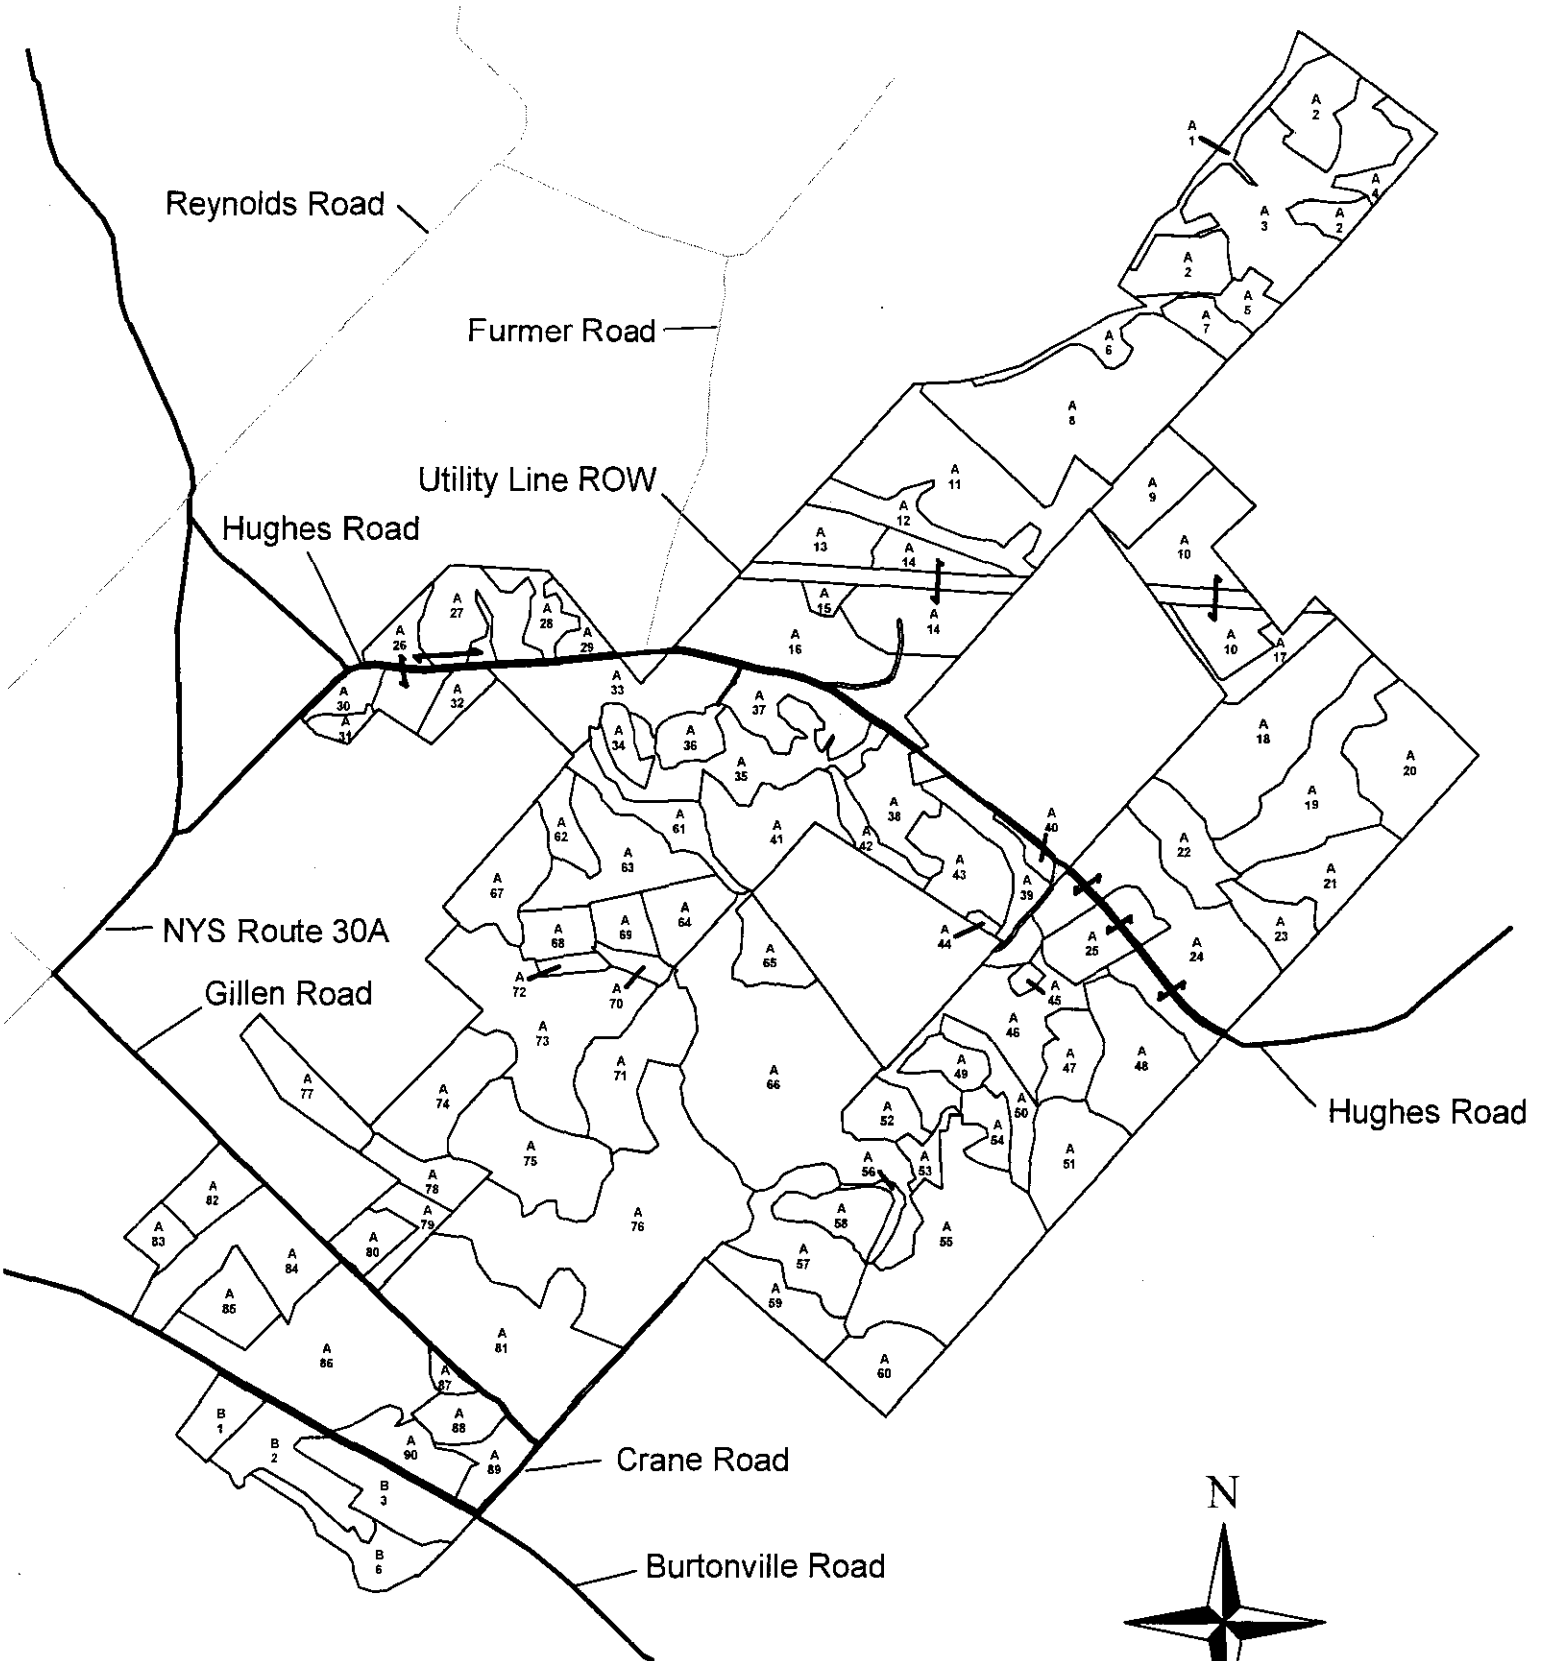 A
2
A
1
A
4
Reynolds Road
A
3
A
2
A
2
A
5
A
7
Furmer Road
A
6
A
8
A
11
Utility Line ROW
A
9
A
12
Hughes Road
A
13
A
10
A
14
A
27
A
15
A
28
A
14
A
26
A
29
A
16
A
10
A
17
A
33
A
30
A
32
A
37
A
31
A
34
A
36
A
18
A
35
A
20
A
19
A
38
A
61
A
62
A
41
A
40
A
42
A
22
A
63
A
43
A
67
A
39
A
21
A
64
A
69
A
68
NYS Route 30A
A
44
A
23
A
25
A
24
A
65
A
72
A
70
Gillen Road
A
45
A
46
A
73
A
47
A
48
A
49
A
71
A
66
A
77
A
74
A
50
A
52
Hughes Road
A
54
A
75
A
51
A
56
A
53
A
78
A
82
A
79
A
58
A
76
A
83
A
80
A
55
A
57
A
84
A
59
A
85
A
81
A
86
A
60
A
87
B
1
A
88
B
2
A
90
A
89
Crane Road
B
3
N
B
6
Burtonville Road